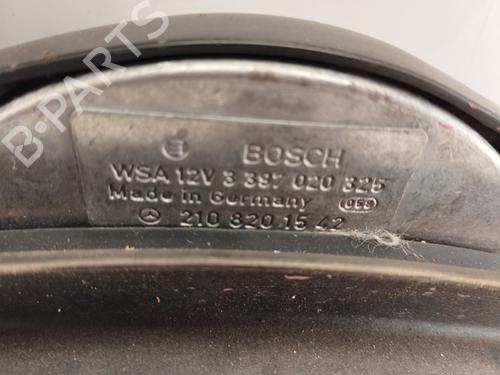 B-PARTS
BOSCH
WSA 12V 3 397 020 325
Made in Germany
210 820 15 42